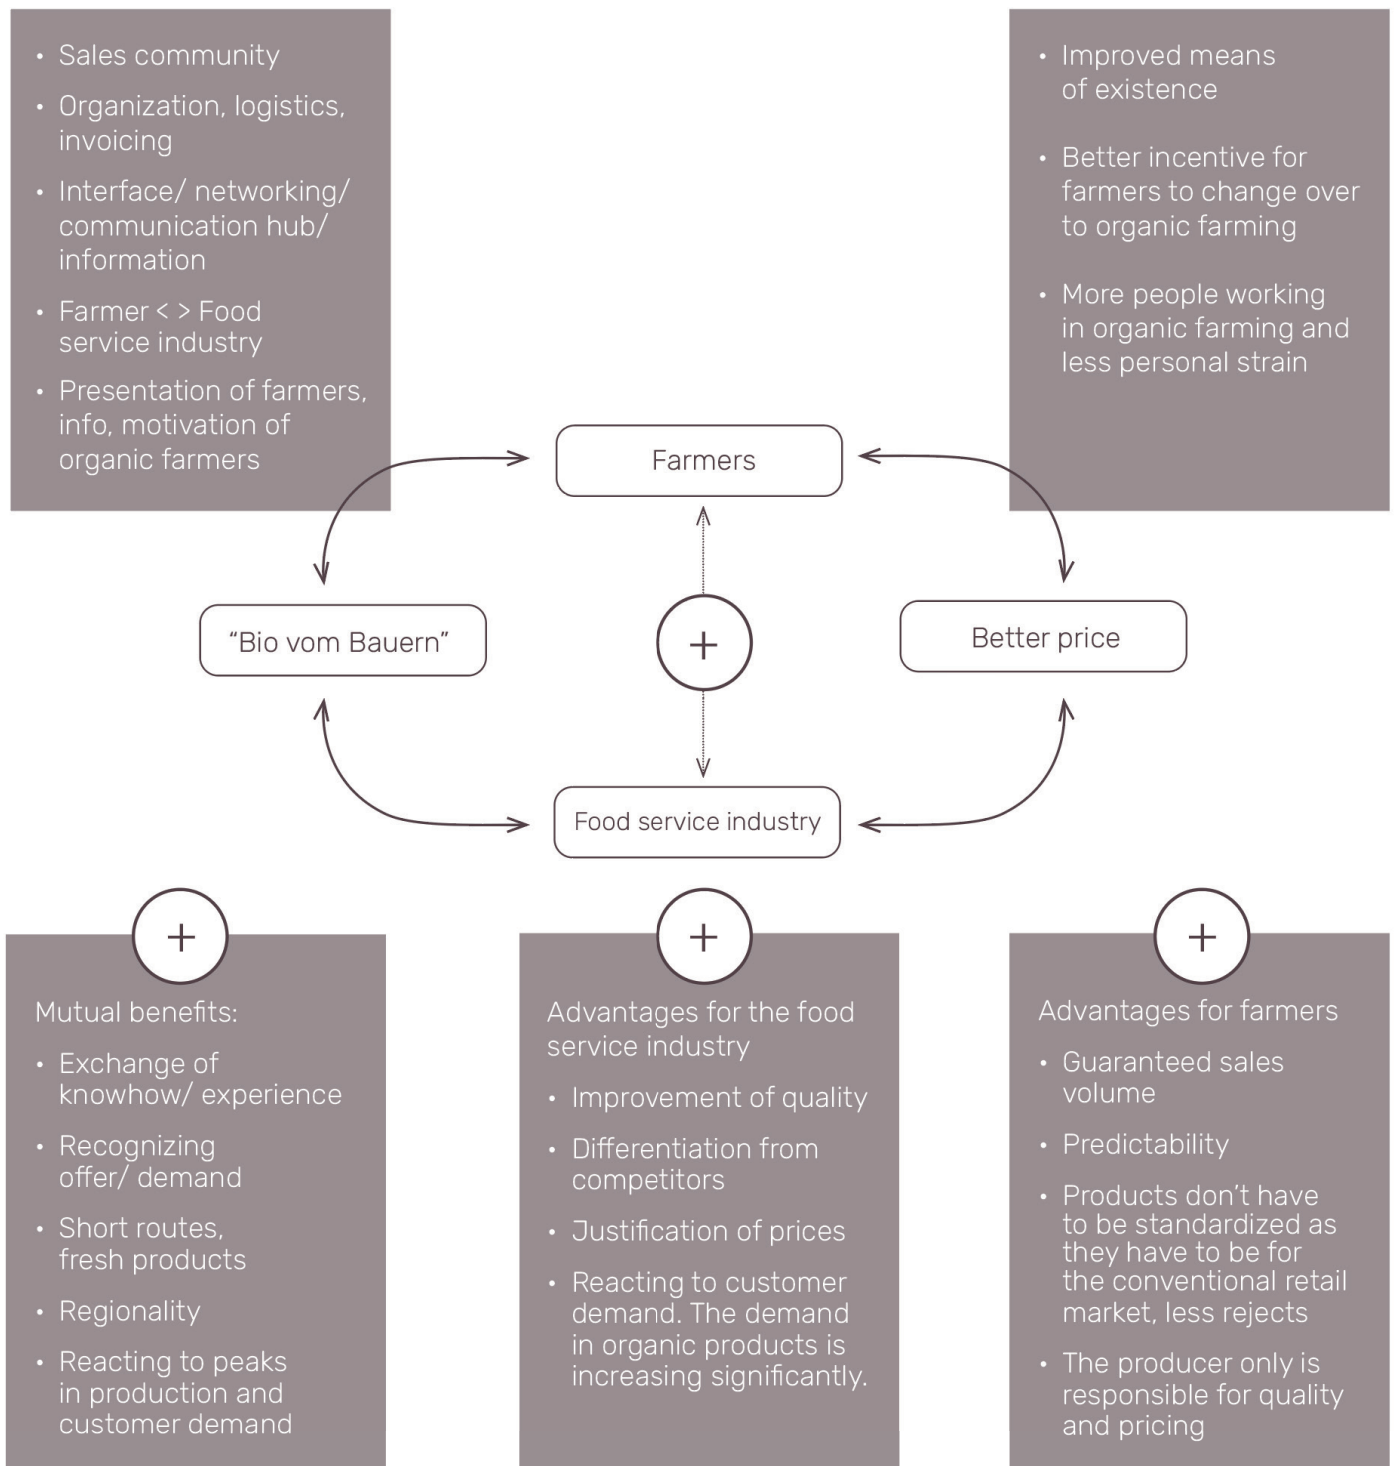 • Sales community
• Organization, logistics,
invoicing
• Interface/ networking/
communication hub/
information
• Farmer < > Food
service industry
• Presentation of farmers,
info, motivation of
organic farmers
• Improved means
of existence
• Better incentive for
farmers to change over
to organic farming
• More people working
in organic farming and
less personal strain
Farmers
“Bio vom Bauern”
+
Better price
Food service industry
+
Mutual benefits:
• Exchange of
knowhow/ experience
• Recognizing
offer/ demand
• Short routes,
fresh products
• Regionality
• Reacting to peaks
in production and
customer demand
+
Advantages for the food
service industry
• Improvement of quality
• Differentiation from
competitors
• Justification of prices
• Reacting to customer
demand. The demand
in organic products is
increasing significantly.
+
Advantages for farmers
• Guaranteed sales
volume
• Predictability
• Products don’t have
to be standardized as
they have to be for
the conventional retail
market, less rejects
• The producer only is
responsible for quality
and pricing